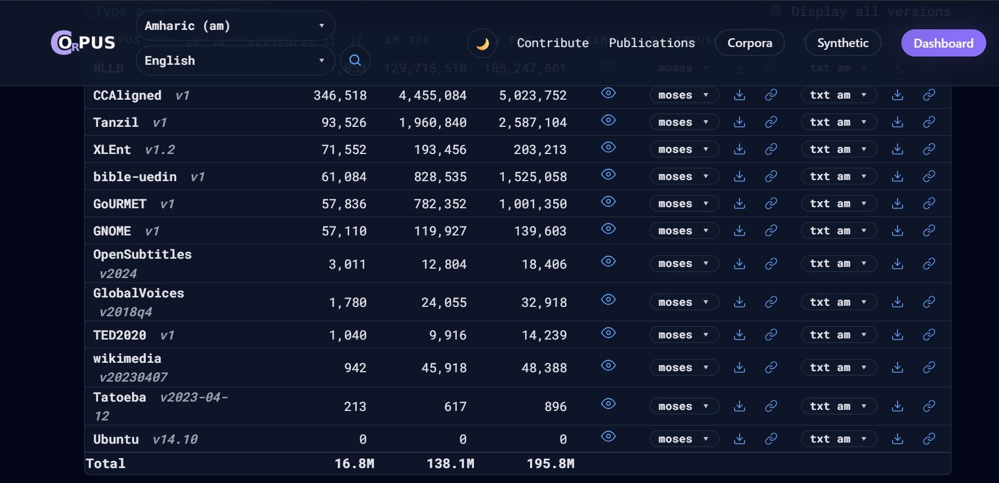 Type a corpus name
Display all versions
CORPUS
Amharic (am)
English
Contribute
Publications
Corpora
Synthetic
Dashboard
SENTENCES AM TOK
NLLB 129,715,510 185,247,661 moses txt am
CCAligned v1 346,518 4,455,084 5,023,752 moses txt am
Tanzil v1 93,526 1,960,840 2,587,104 moses txt am
XLEnt v1.2 71,552 193,456 203,213 moses txt am
bible-uedin v1 61,084 828,535 1,525,058 moses txt am
GoURMET v1 57,836 782,352 1,001,350 moses txt am
GNOME v1 57,110 119,927 139,603 moses txt am
OpenSubtitles
v2024 3,011 12,804 18,406 moses txt am
GlobalVoices
v2018q4 1,780 24,055 32,918 moses txt am
TED2020 v1 1,040 9,916 14,239 moses txt am
wikimedia
v20230407 942 45,918 48,388 moses txt am
Tatoeba v2023-04-
12 213 617 896 moses txt am
Ubuntu v14.10 0 0 0 moses txt am
Total 16.8M 138.1M 195.8M